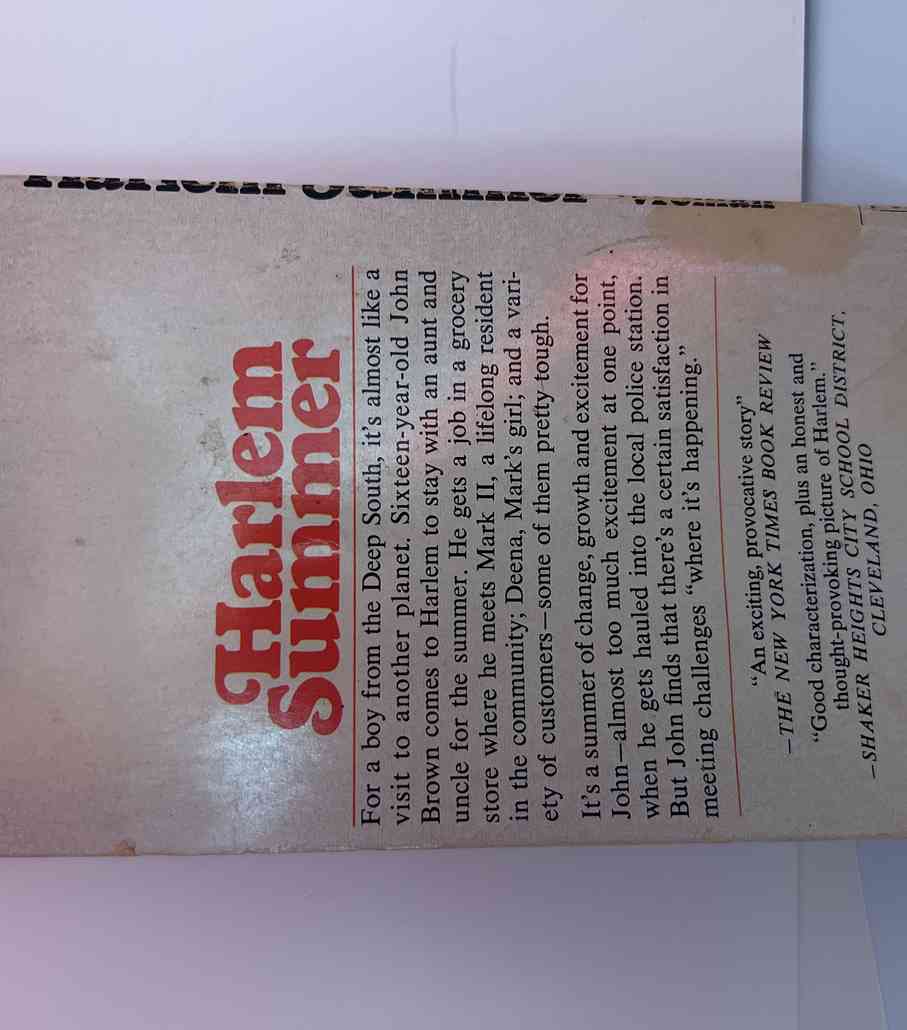 Harlem
Summer
For a boy from the Deep South, it's almost like a
visit to another planet. Sixteen-year-old John
Brown comes to Harlem to stay with an aunt and
uncle for the summer. He gets a job in a grocery
store where he meets Mark II, a lifelong resident
in the community; Deena, Mark's girl; and a vari-
ety of customers—some of them pretty tough.
It's a summer of change, growth and excitement for
John—almost too much excitement at one point,
when he gets hauled into the local police station.
But John finds that there's a certain satisfaction in
meeting challenges “where it's happening.”
“An exciting, provocative story”
—THE NEW YORK TIMES BOOK REVIEW
“Good characterization, plus an honest and
thought-provoking picture of Harlem.”
—SHAKER HEIGHTS CITY SCHOOL DISTRICT,
CLEVELAND, OHIO
Harlem Summer